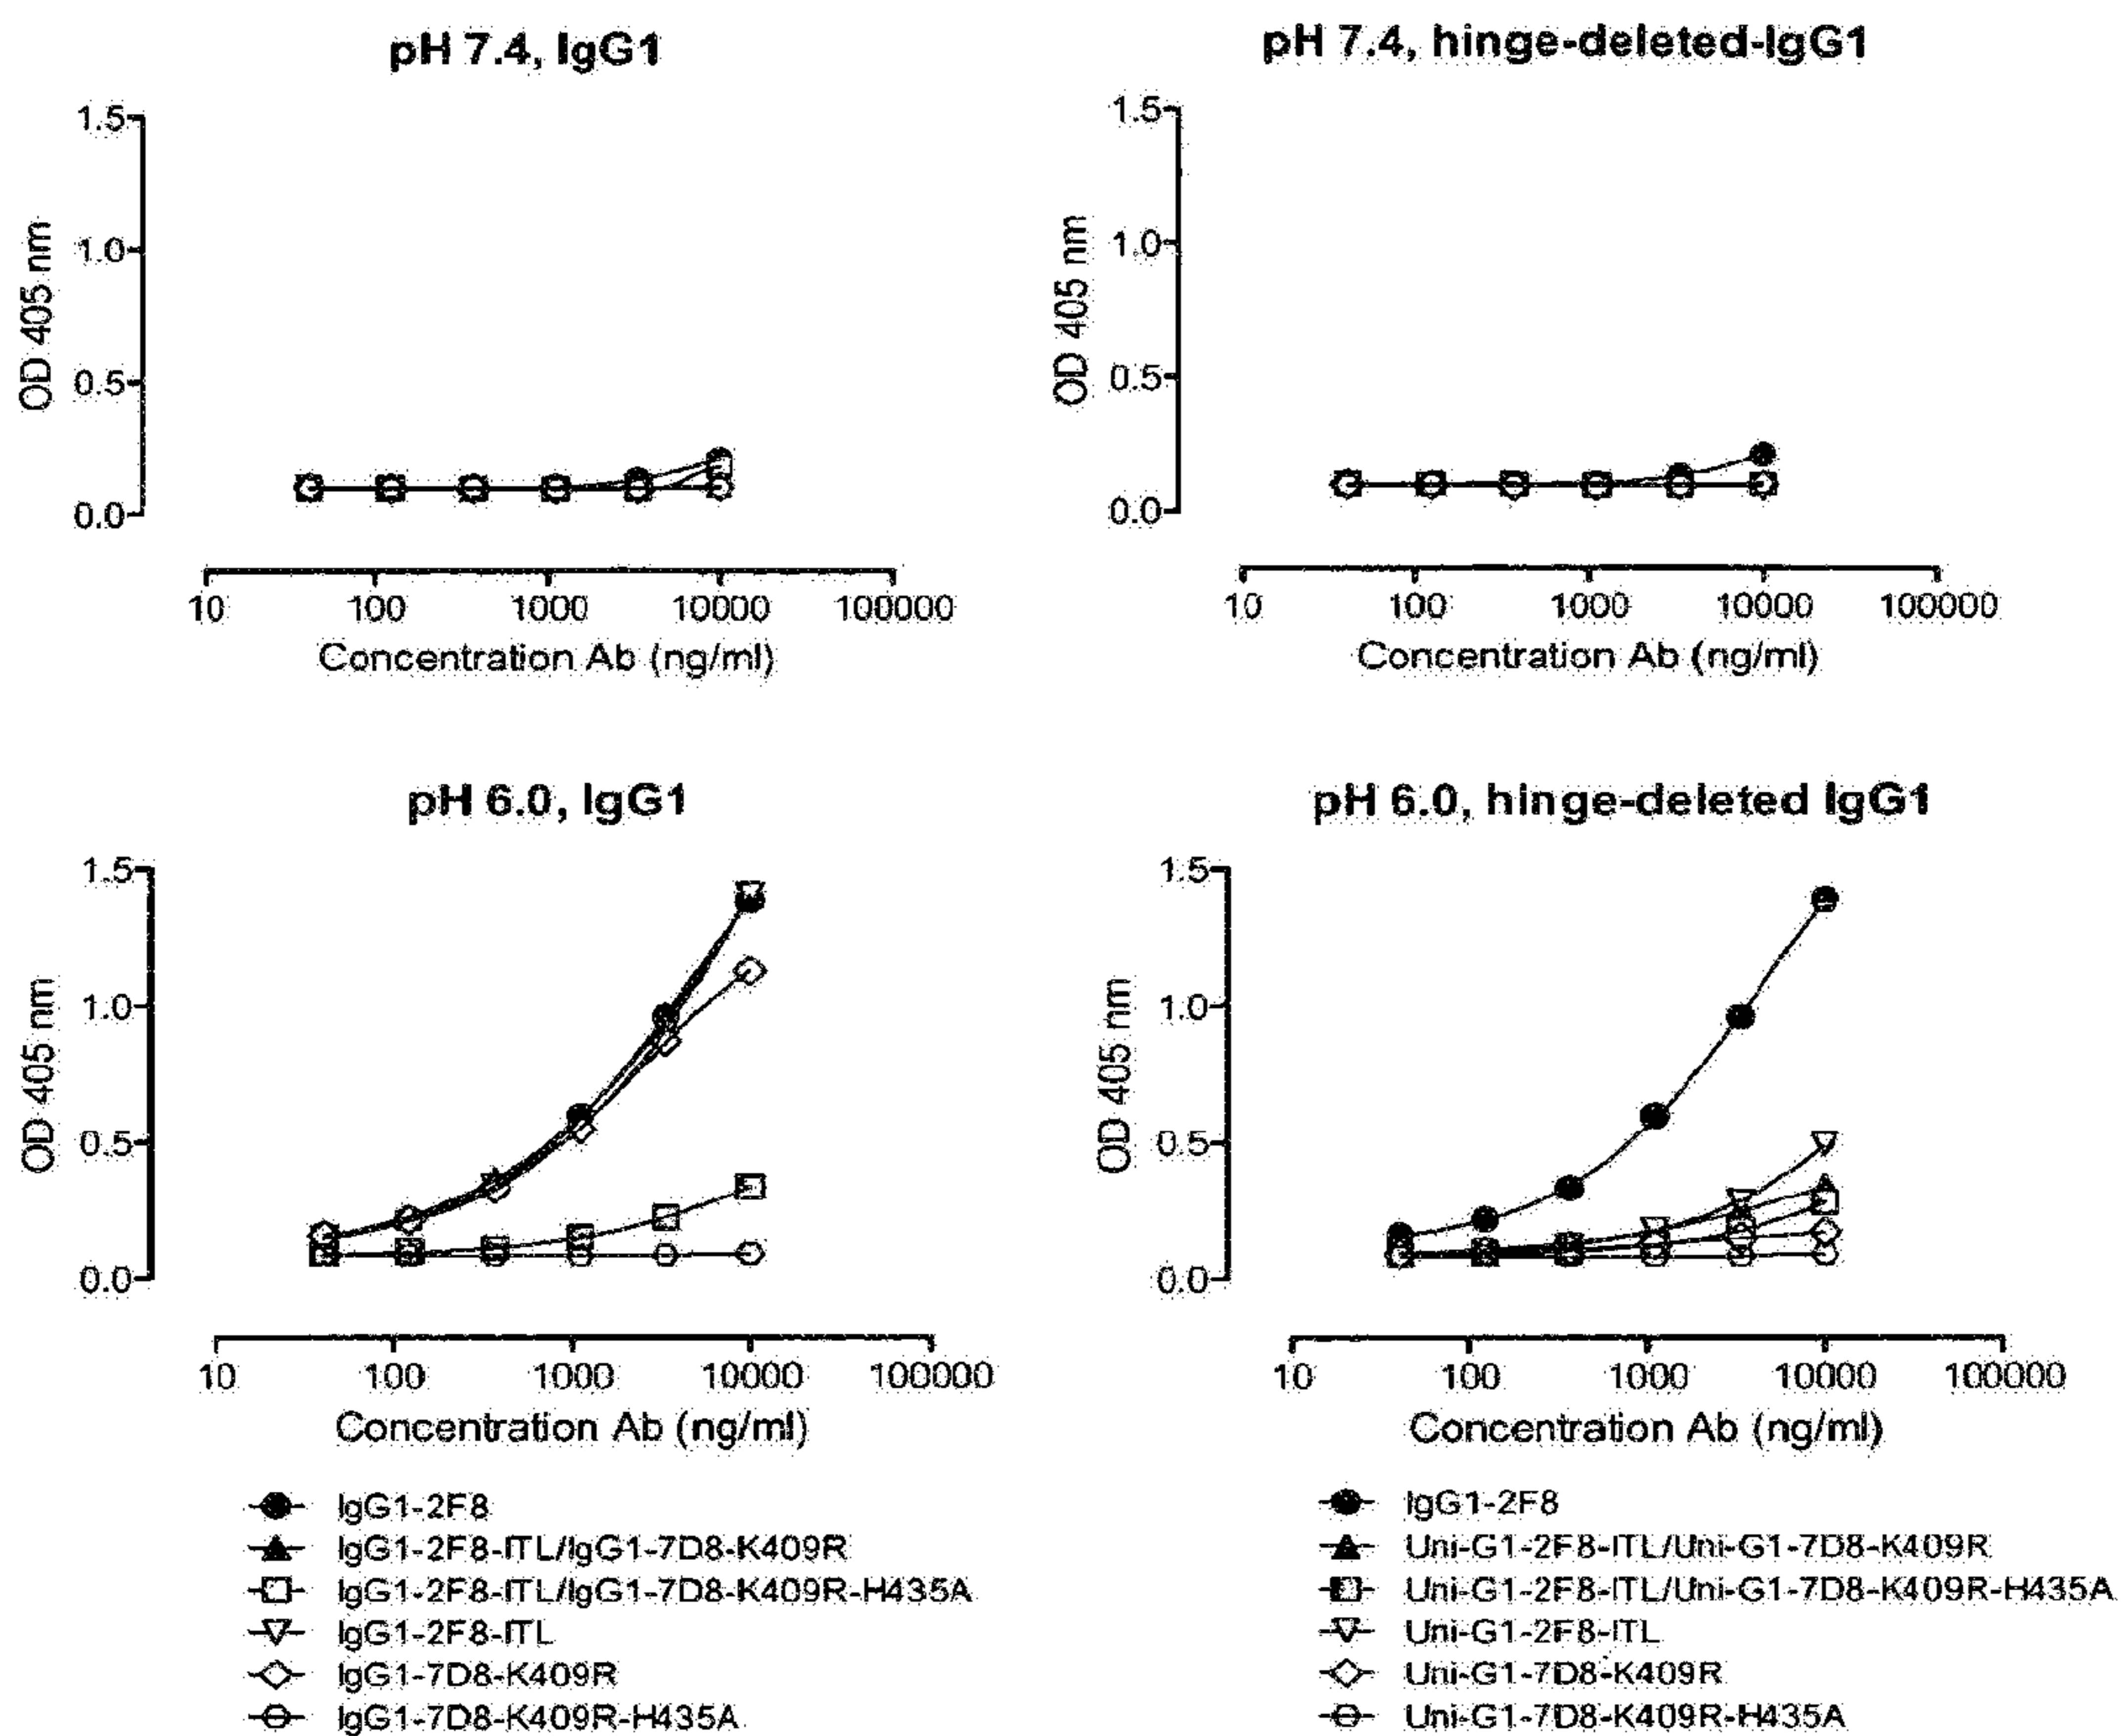 pH 7.4, IgG1
1.5
1.0
0.5
0.0
OD 405 nm
10 100 1000 10000 100000
Concentration Ab (ng/ml)
pH 7.4, hinge-deleted-IgG1
1.5
1.0
0.5
0.0
OD 405 nm
10 100 1000 10000 100000
Concentration Ab (ng/ml)
pH 6.0, IgG1
1.5
1.0
0.5
0.0
OD 405 nm
10 100 1000 10000 100000
Concentration Ab (ng/ml)
IgG1-2F8
IgG1-2F8-ITL/IgG1-7D8-K409R
IgG1-2F8-ITL/IgG1-7D8-K409R-H435A
IgG1-2F8-ITL
IgG1-7D8-K409R
IgG1-7D8-K409R-H435A
pH 6.0, hinge-deleted IgG1
1.5
1.0
0.5
0.0
OD 405 nm
10 100 1000 10000 100000
Concentration Ab (ng/ml)
IgG1-2F8
Uni-G1-2F8-ITL/Uni-G1-7D8-K409R
Uni-G1-2F8-ITL/Uni-G1-7D8-K409R-H435A
Uni-G1-2F8-ITL
Uni-G1-7D8-K409R
Uni-G1-7D8-K409R-H435A